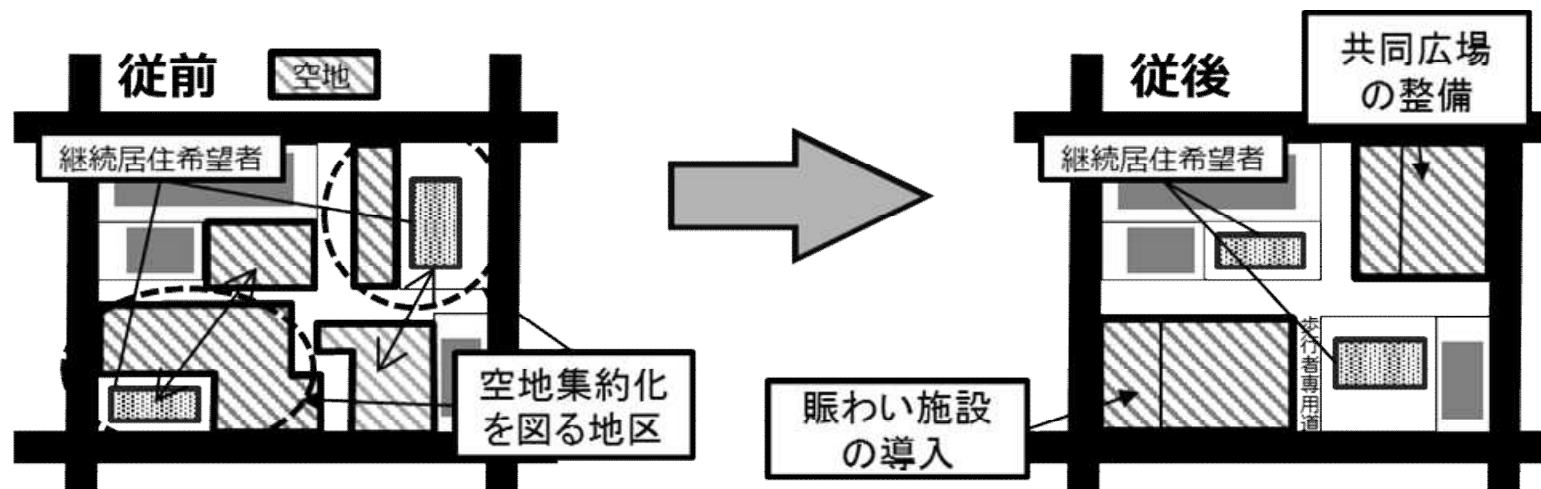 従前
空地
継続居住希望者
空地集約化
を図る地区
従後
共同広場
の整備
継続居住希望者
歩行者専用道
賑わい施設
の導入